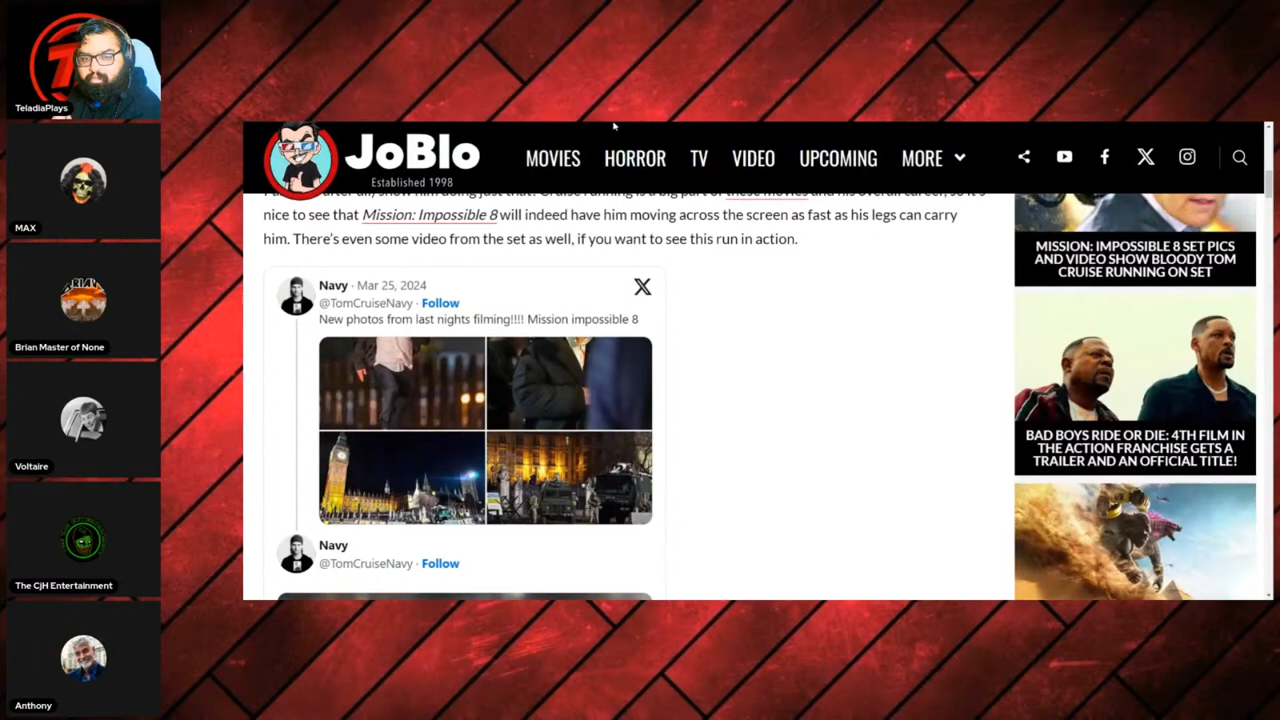 TeladiaPlays
MAX
BRIAN
Brian Master of None
Voltaire
The CJH Entertainment
Anthony
JoBlo
Established 1998
MOVIES
HORROR
TV
VIDEO
UPCOMING
MORE
nice to see that Mission: Impossible 8 will indeed have him moving across the screen as fast as his legs can carry
him. There's even some video from the set as well, if you want to see this run in action.
Navy · Mar 25, 2024
@TomCruiseNavy · Follow
New photos from last nights filming!!!! Mission impossible 8
Navy
@TomCruiseNavy · Follow
MISSION: IMPOSSIBLE 8 SET PICS
AND VIDEO SHOW BLOODY TOM
CRUISE RUNNING ON SET
BAD BOYS RIDE OR DIE: 4TH FILM IN
THE ACTION FRANCHISE GETS A
TRAILER AND AN OFFICIAL TITLE!